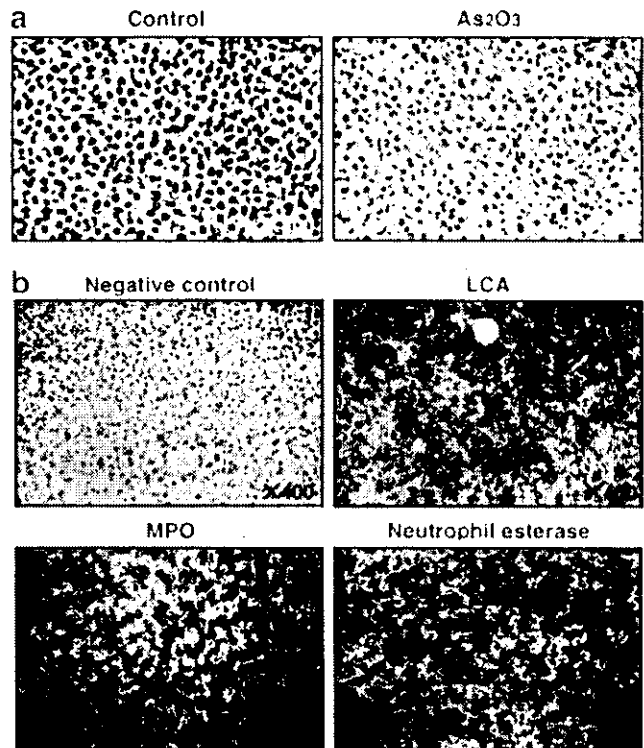 a
Control As2O3
b
Negative control LCA
X400
MPO Neutrophil esterase